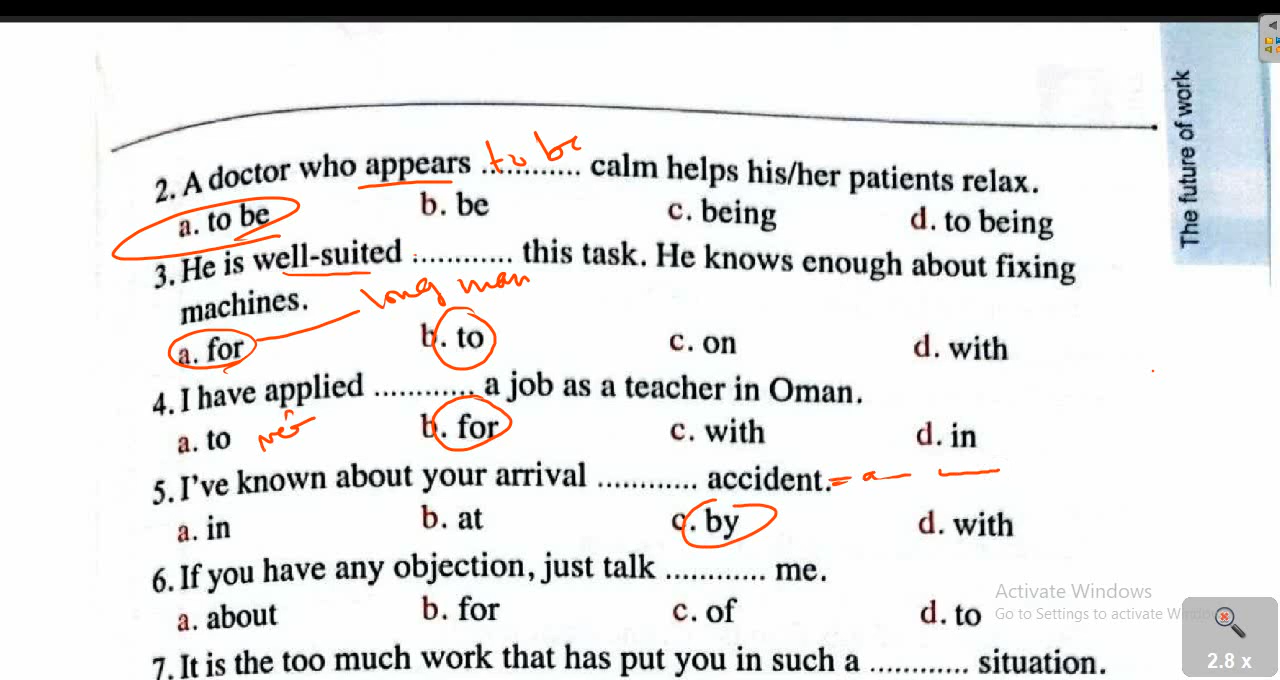 The future of work
2. A doctor who appears ............ calm helps his/her patients relax.
to be
a. to be b. be c. being d. to being
3. He is well-suited ............ this task. He knows enough about fixing
machines.
long man
a. for b. to c. on d. with
4. I have applied ............ a job as a teacher in Oman.
a. to b. for c. with d. in
5. I've known about your arrival ............ accident.
a. in b. at c. by d. with
6. If you have any objection, just talk ............ me.
a. about b. for c. of d. to
7. It is the too much work that has put you in such a ............ situation.
Activate Windows
Go to Settings to activate
2.8 x